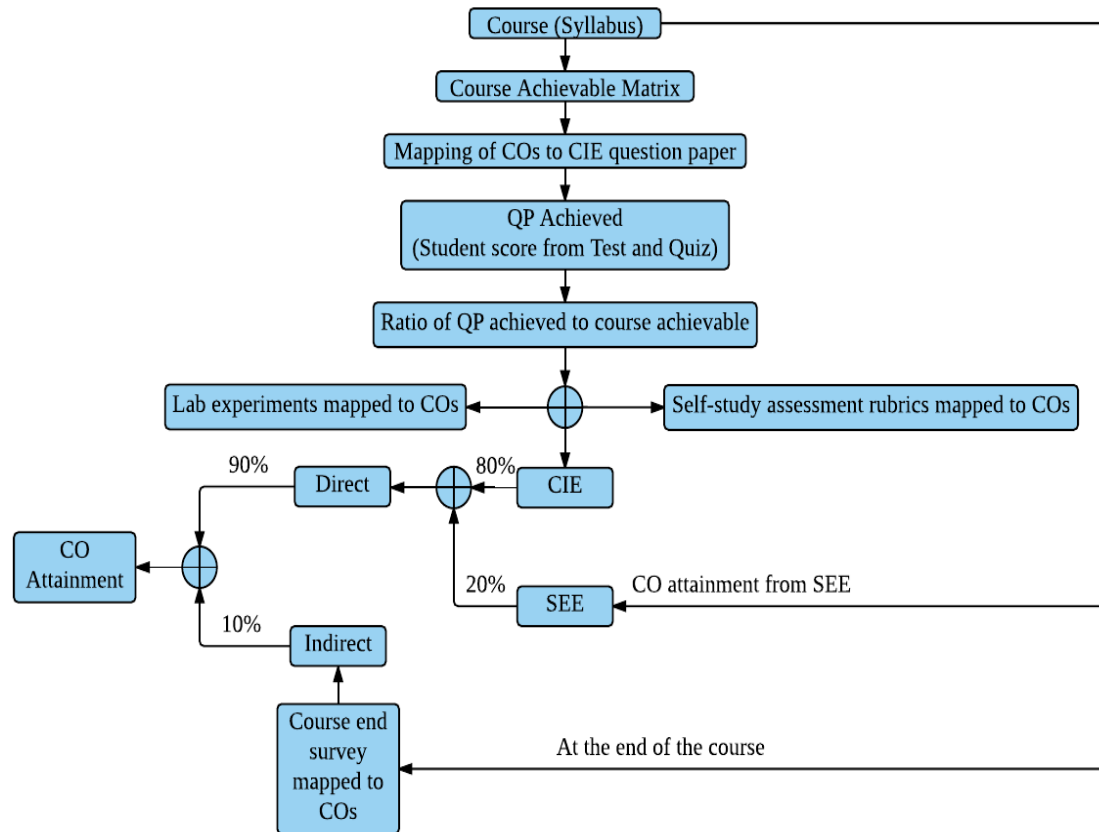 Course (Syllabus)
Course Achievable Matrix
Mapping of COs to CIE question paper
QP Achieved
(Student score from Test and Quiz)
Ratio of QP achieved to course achievable
Lab experiments mapped to COs
Self-study assessment rubrics mapped to COs
90%
Direct
80%
CIE
CO
Attainment
20%
SEE
CO attainment from SEE
10%
Indirect
Course end
survey
mapped to
COs
At the end of the course